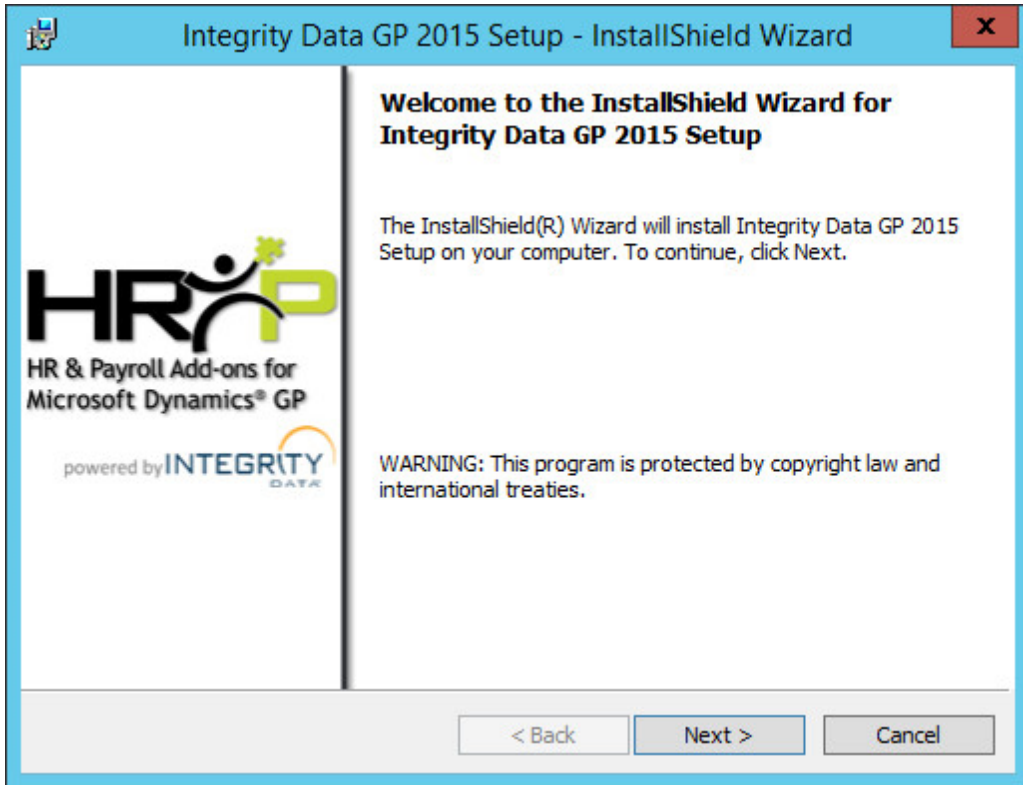 Integrity Data GP 2015 Setup - InstallShield Wizard
x
Welcome to the InstallShield Wizard for
Integrity Data GP 2015 Setup
The InstallShield(R) Wizard will install Integrity Data GP 2015
Setup on your computer. To continue, click Next.
HR P
HR & Payroll Add-ons for
Microsoft Dynamics® GP
powered by INTEGRITY
DATA
WARNING: This program is protected by copyright law and
international treaties.
< Back
Next >
Cancel